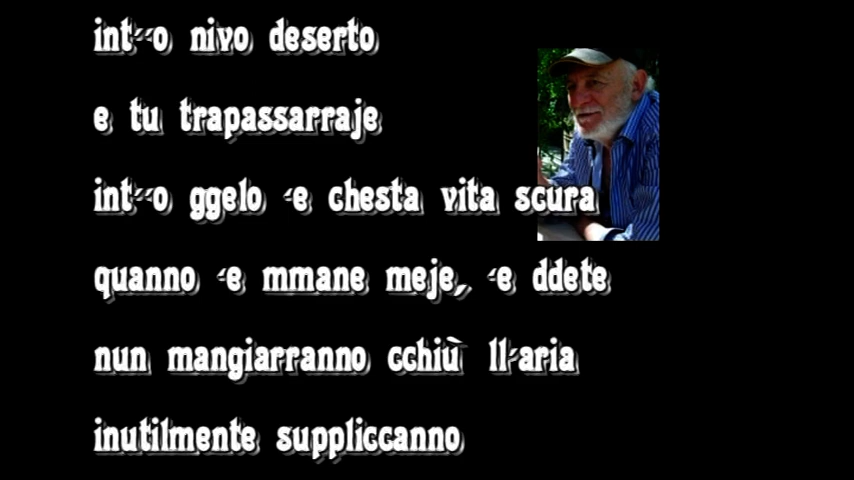 int''o nivo deserto
e tu trapassarraje
int''o ggelo 'e chesta vita scura
quanno 'e mmane meje, 'e ddete
nun mangiarranno cchiù ll'aria
inutilmente suppliccanno